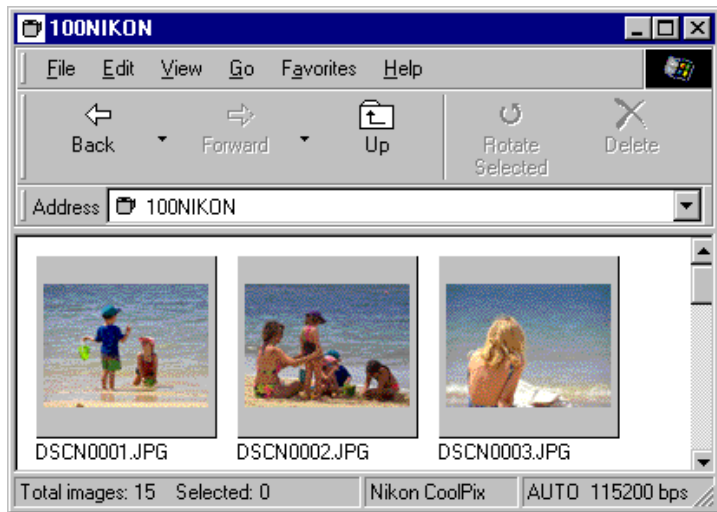 100NIKON
File Edit View Go Favorites Help
Back Forward Up Rotate Selected Delete
Address 100NIKON
DSCN0001.JPG DSCN0002.JPG DSCN0003.JPG
Total images: 15 Selected: 0 Nikon CoolPix AUTO 115200 bps